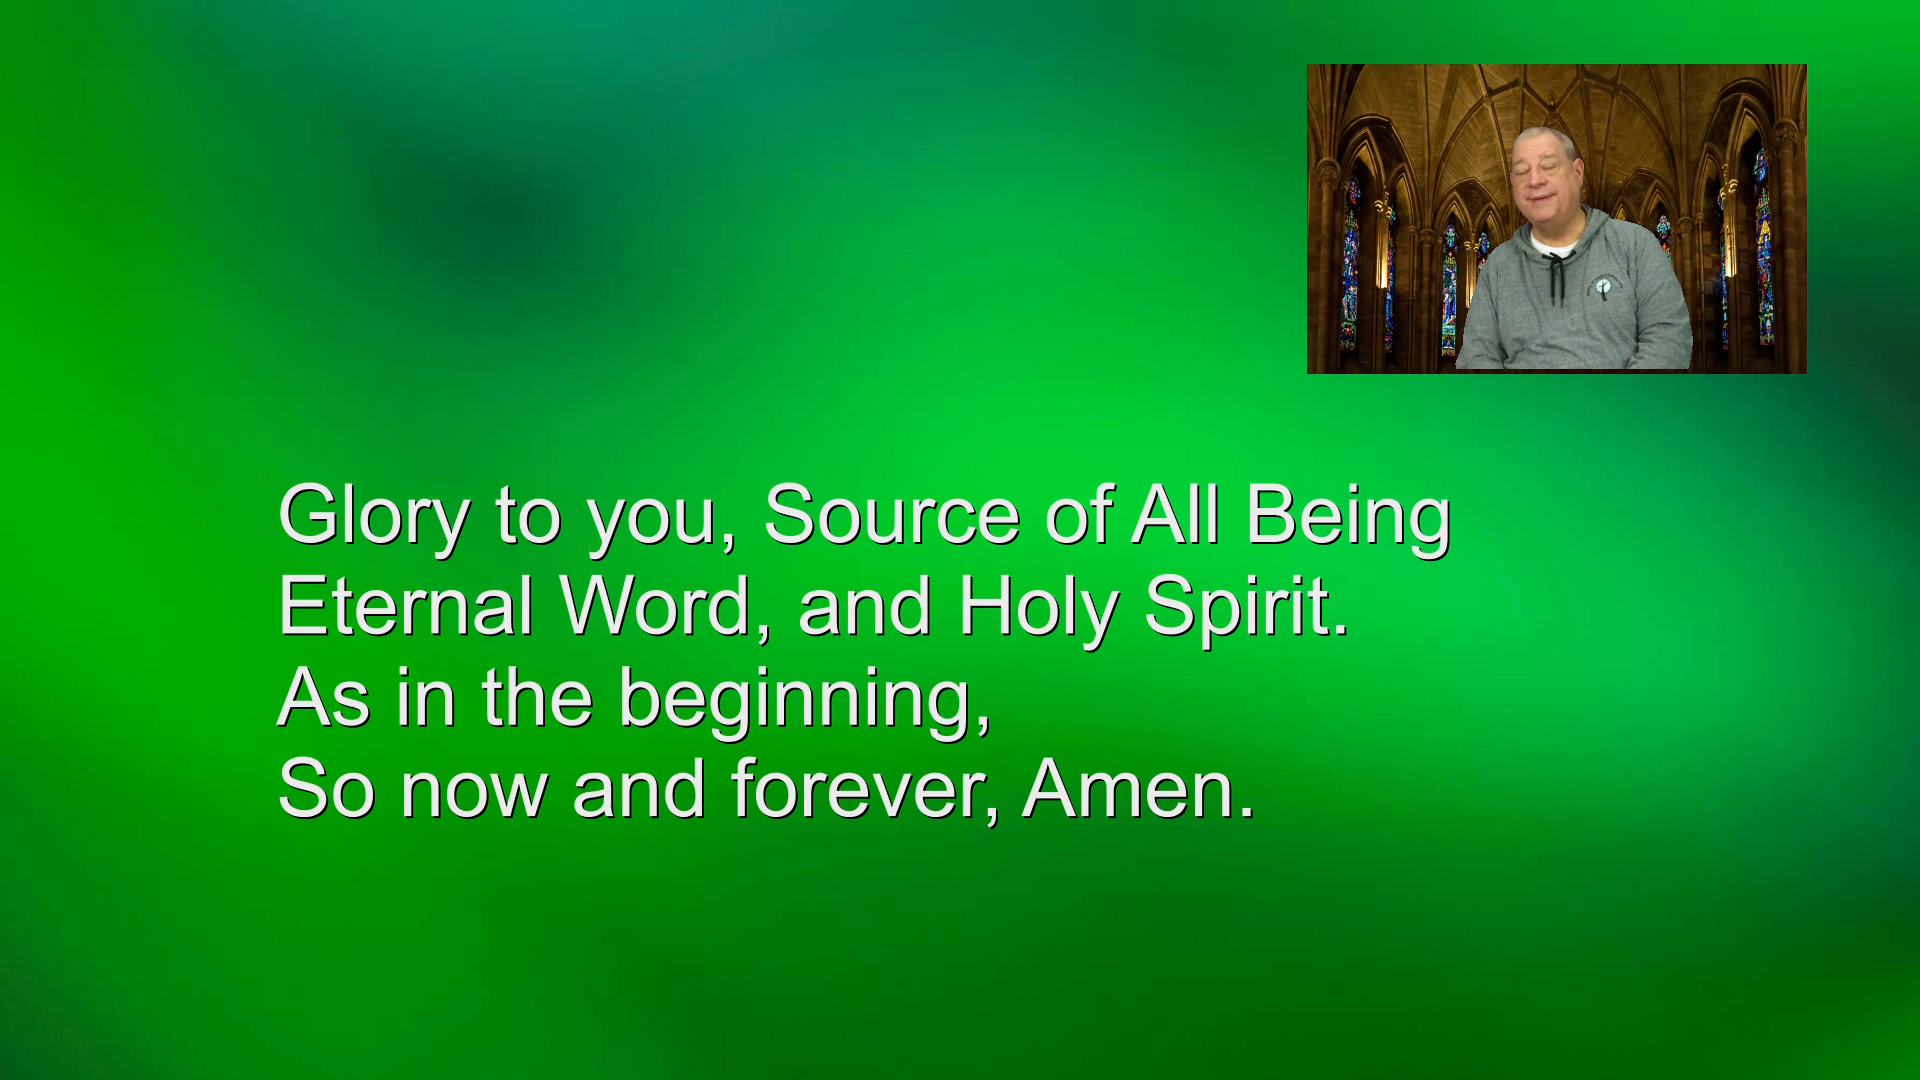 Glory to you, Source of All Being
Eternal Word, and Holy Spirit.
As in the beginning,
So now and forever, Amen.